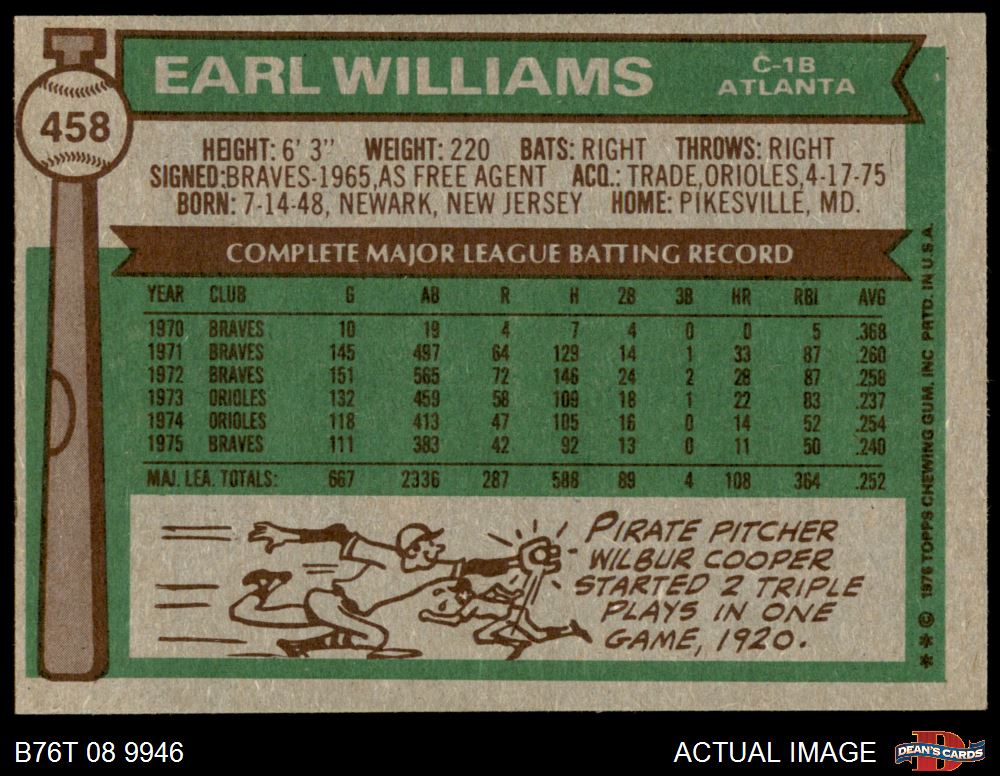 EARL WILLIAMS
C-1B
ATLANTA
458
HEIGHT: 6' 3" WEIGHT: 220 BATS: RIGHT THROWS: RIGHT
SIGNED:BRAVES-1965,AS FREE AGENT ACQ.: TRADE,ORIOLES,4-17-75
BORN: 7-14-48, NEWARK, NEW JERSEY HOME: PIKESVILLE, MD.
COMPLETE MAJOR LEAGUE BATTING RECORD
YEAR CLUB G AB R H 2B 3B HR RBI AVG
1970 BRAVES 10 19 4 7 4 0 0 5 .368
1971 BRAVES 145 497 64 129 14 1 33 87 .260
1972 BRAVES 151 565 72 146 24 2 28 87 .258
1973 ORIOLES 132 459 58 109 18 1 22 83 .237
1974 ORIOLES 118 413 47 105 16 0 14 52 .254
1975 BRAVES 111 383 42 92 13 0 11 50 .240
MAJ. LEA. TOTALS: 667 2336 287 588 89 4 108 364 .252
PIRATE PITCHER
WILBUR COOPER
STARTED 2 TRIPLE
PLAYS IN ONE
GAME, 1920.
** © 1976 TOPPS CHEWING GUM, INC PRTD. IN U.S.A.
B76T 08 9946
ACTUAL IMAGE
DEAN'S CARDS